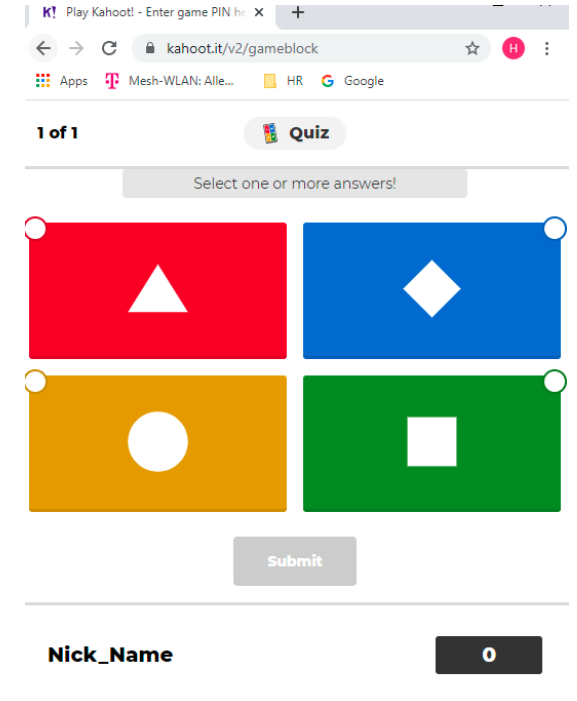 K! Play Kahoot! - Enter game PIN he
kahoot.it/v2/gameblock
H
Apps Mesh-WLAN: Alle... HR G Google
1 of 1 Quiz
Select one or more answers!
Submit
Nick_Name 0